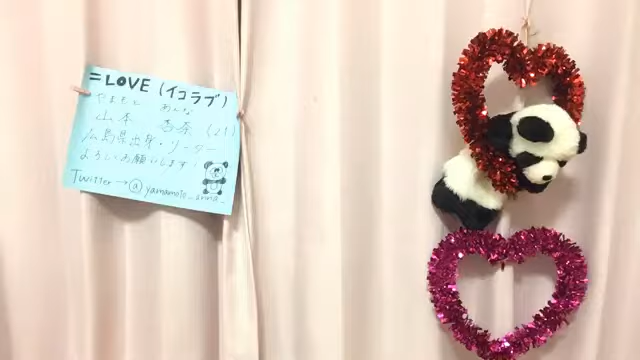 =LOVE (イコラブ)
やまもと あんな
山本 杏奈 (21)
広島県出身・リーダー
よろしくお願いします!
Twitter→@yamamoto_anna_